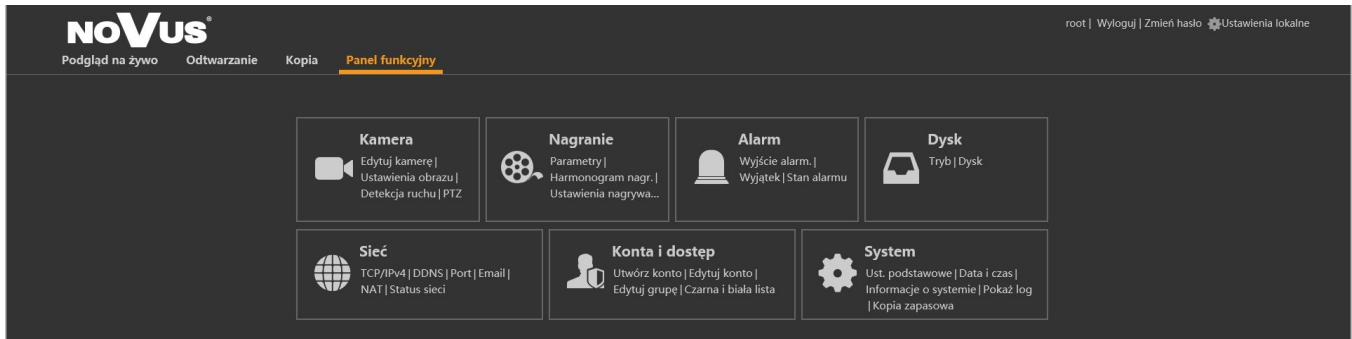 NOVUS®
root | Wyloguj | Zmień hasło Ustawienia lokalne
Podgląd na żywo Odtwarzanie Kopia Panel funkcyjny
Kamera
Edytuj kamerę |
Ustawienia obrazu |
Detekcja ruchu | PTZ
Nagranie
Parametry |
Harmonogram nagr. |
Ustawienia nagrywa...
Alarm
Wyjście alarm. |
Wyjątek | Stan alarmu
Dysk
Tryb | Dysk
Sieć
TCP/IPv4 | DDNS | Port | Email |
NAT | Status sieci
Konta i dostęp
Utwórz konto | Edytuj konto |
Edytuj grupę | Czarna i biała lista
System
Ust. podstawowe | Data i czas |
Informacje o systemie | Pokaż log
| Kopia zapasowa